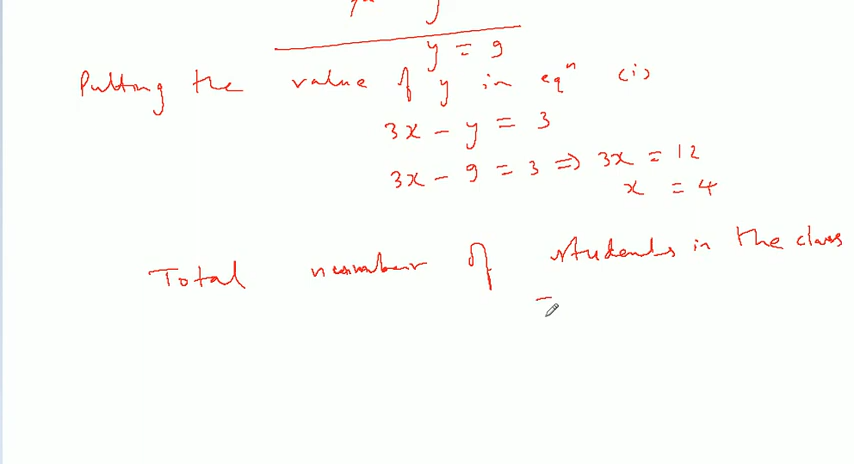 y = 9
Putting the value of y in eqⁿ (i)
3x - y = 3
3x - 9 = 3 ⇒ 3x = 12
x = 4
Total number of students in the class